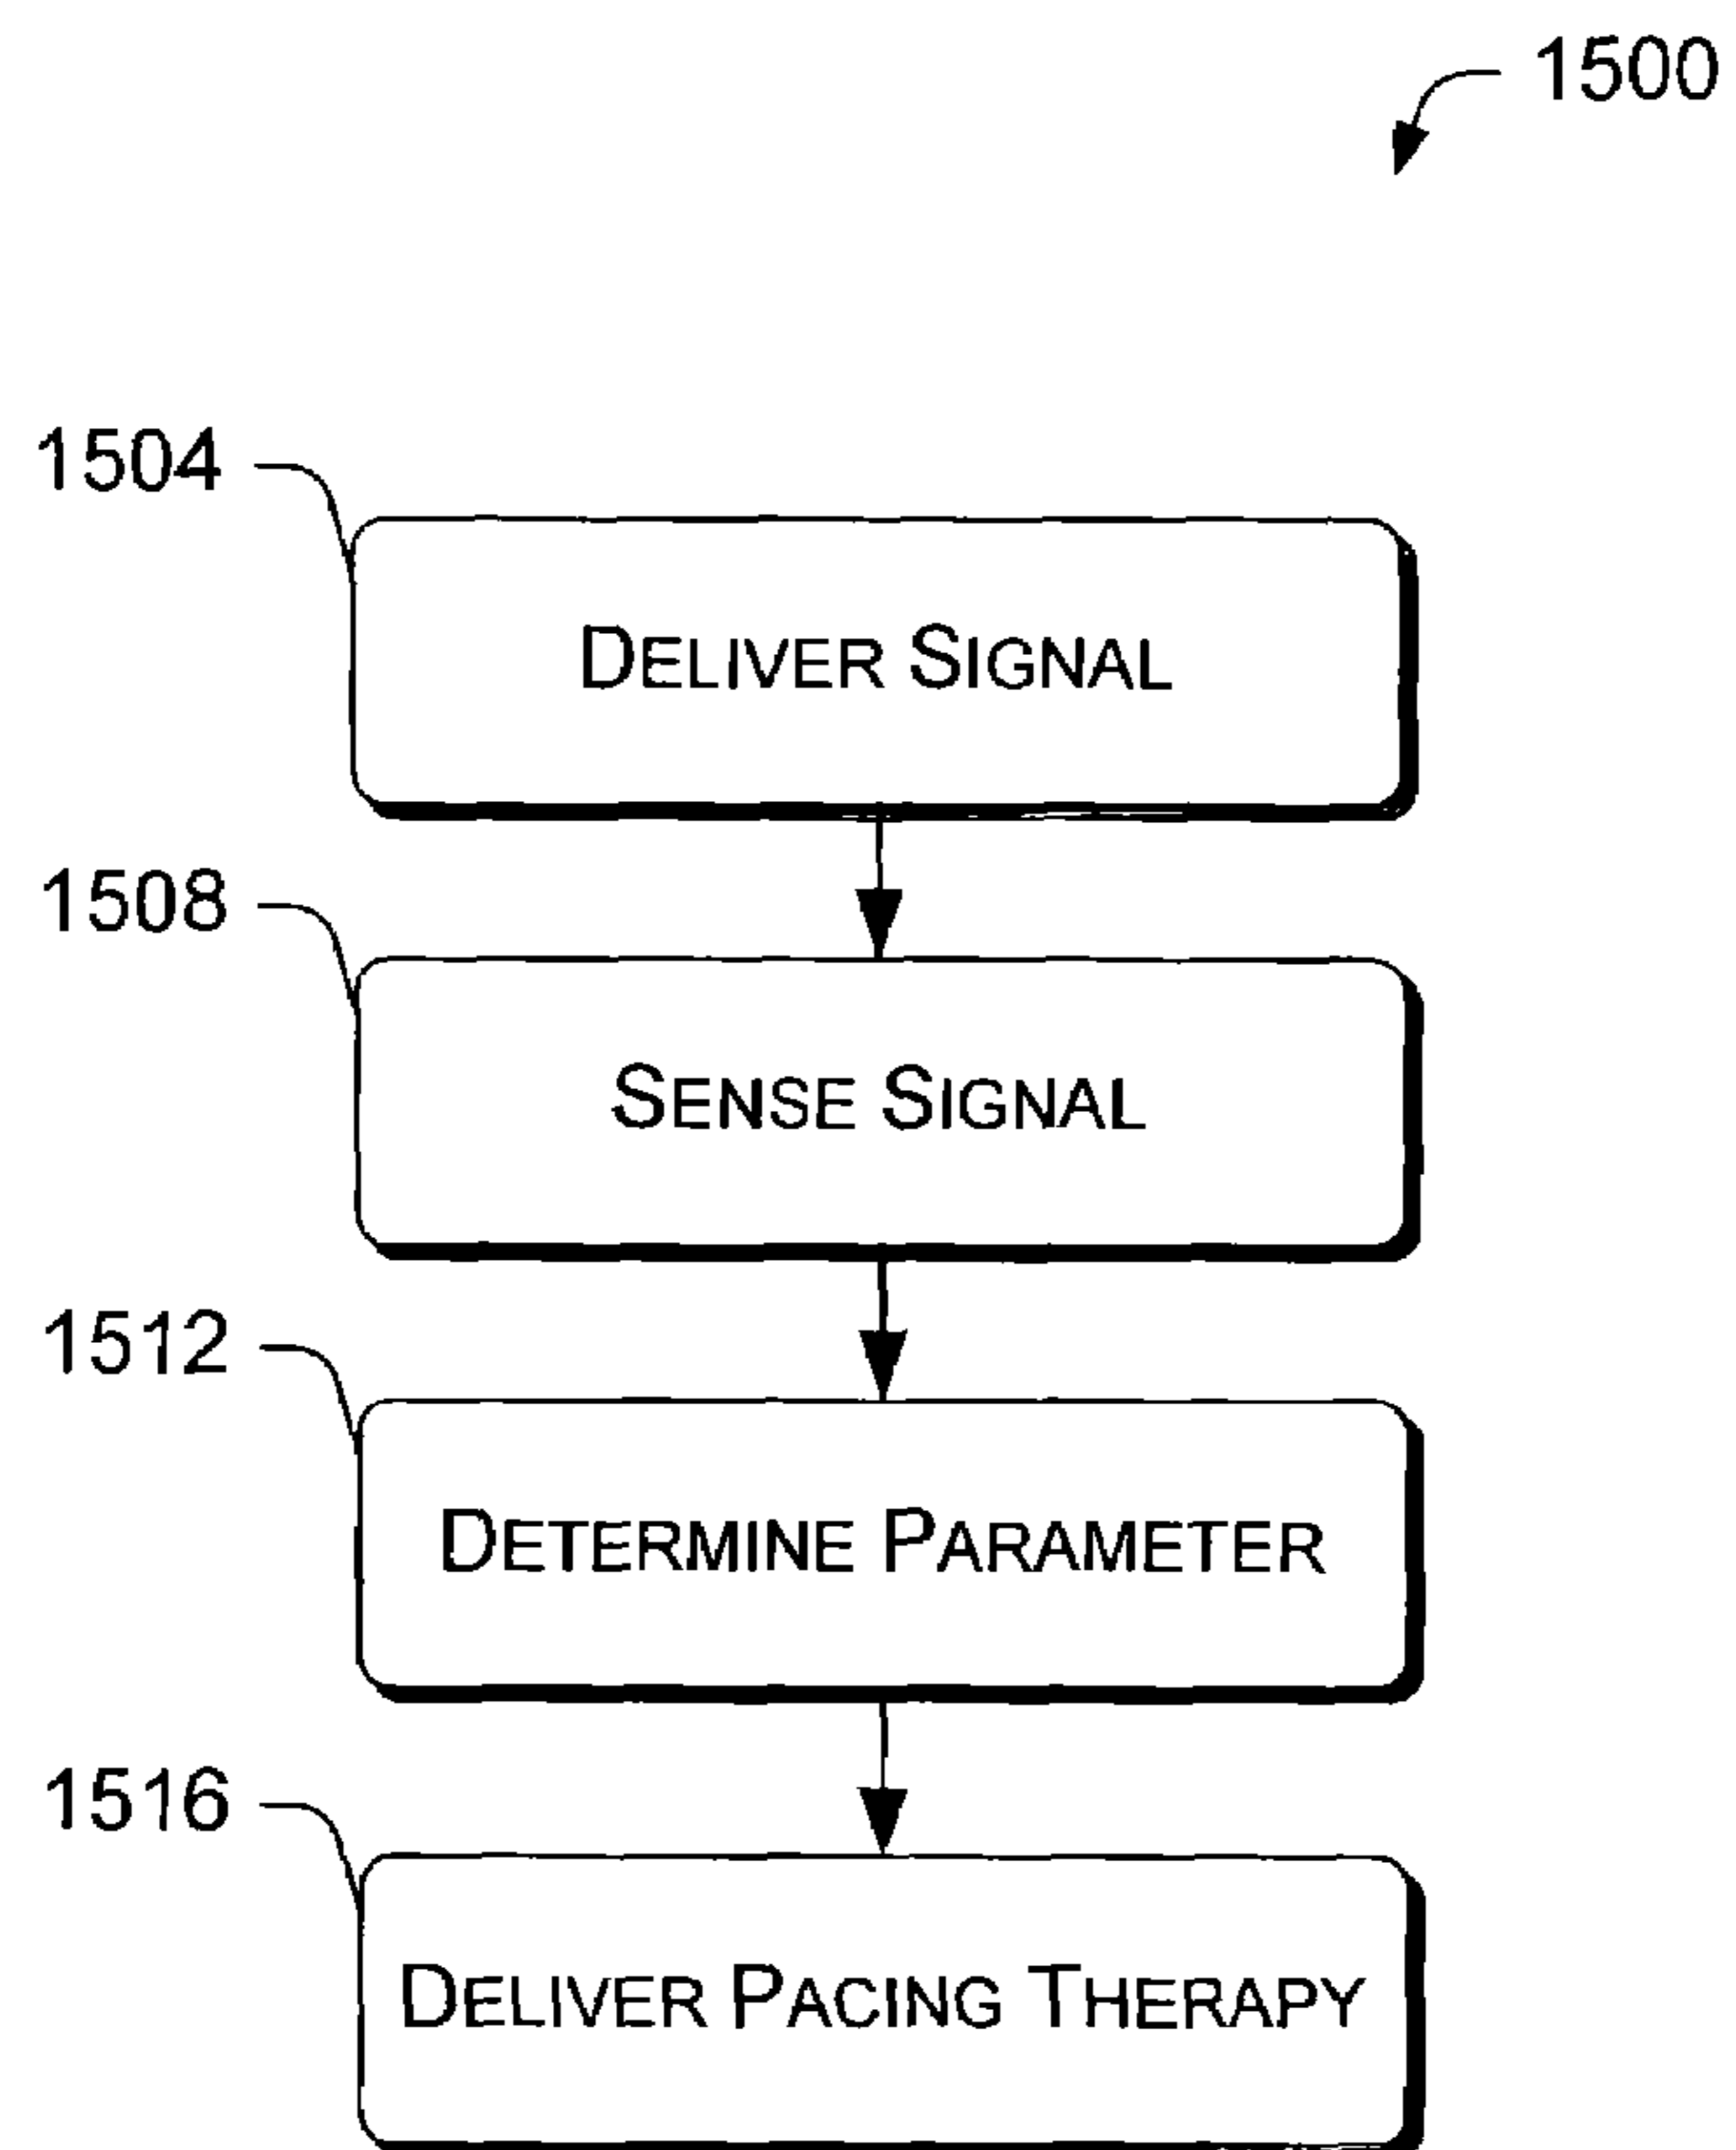 1500
1504
DELIVER SIGNAL
1508
SENSE SIGNAL
1512
DETERMINE PARAMETER
1516
DELIVER PACING THERAPY